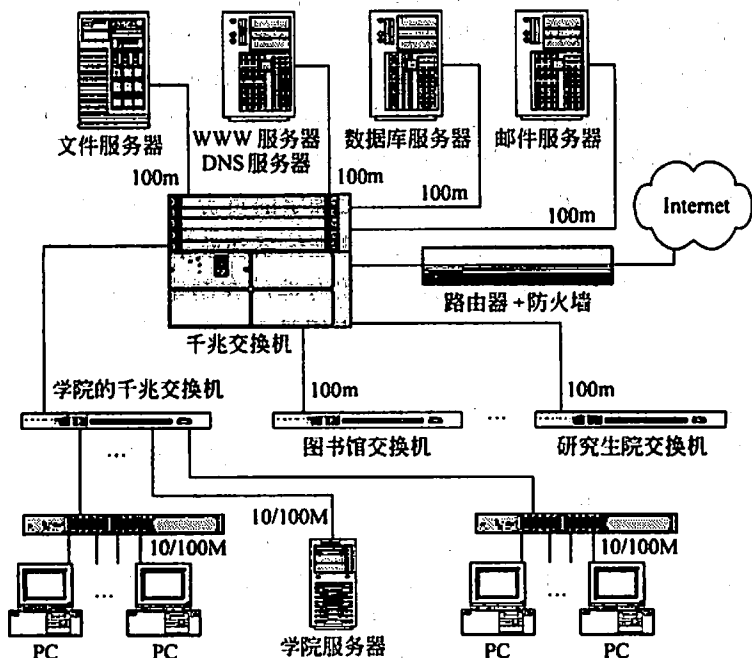 文件服务器
WWW 服务器
DNS服务器
数据库服务器
邮件服务器
100m
100m
100m
100m
Internet
路由器+防火墙
千兆交换机
学院的千兆交换机
100m
100m
图书馆交换机
...
研究生院交换机
...
10/100M
10/100M
10/100M
...
...
PC
PC
学院服务器
PC
PC